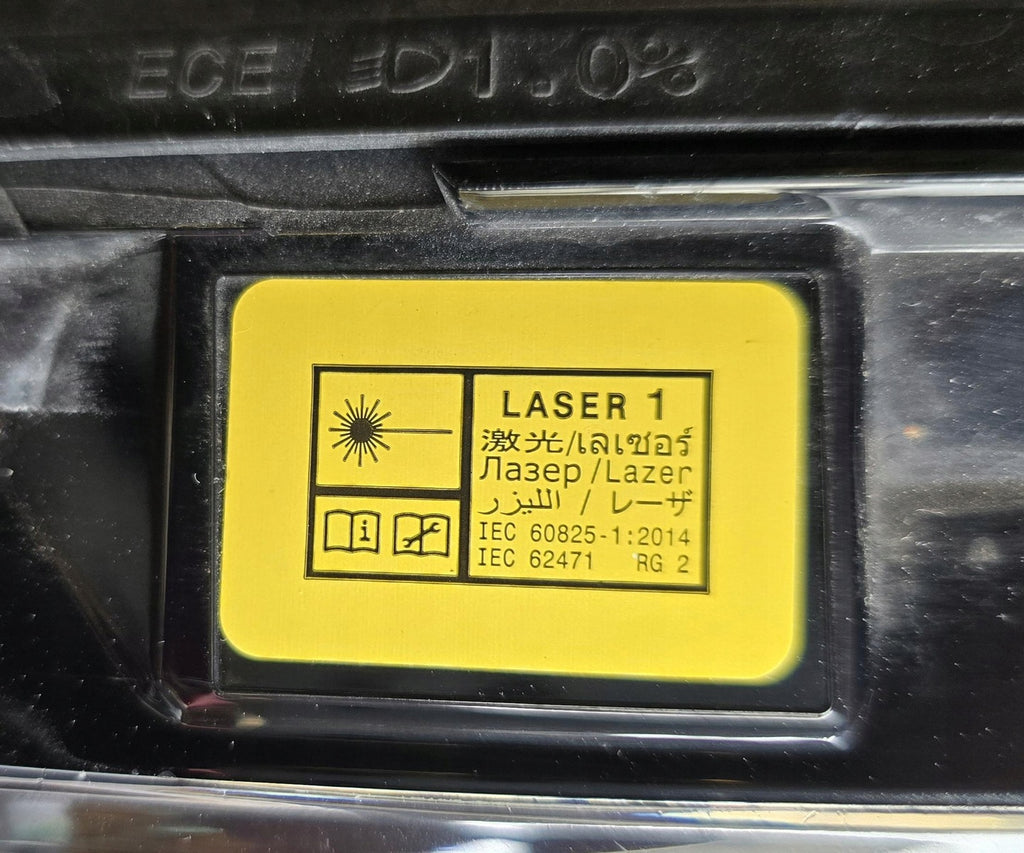 ECE 1.0%
LASER 1
激光/เลเซอร์
Лазер/Lazer
الليزر / レーザ
IEC 60825-1:2014
IEC 62471 RG 2